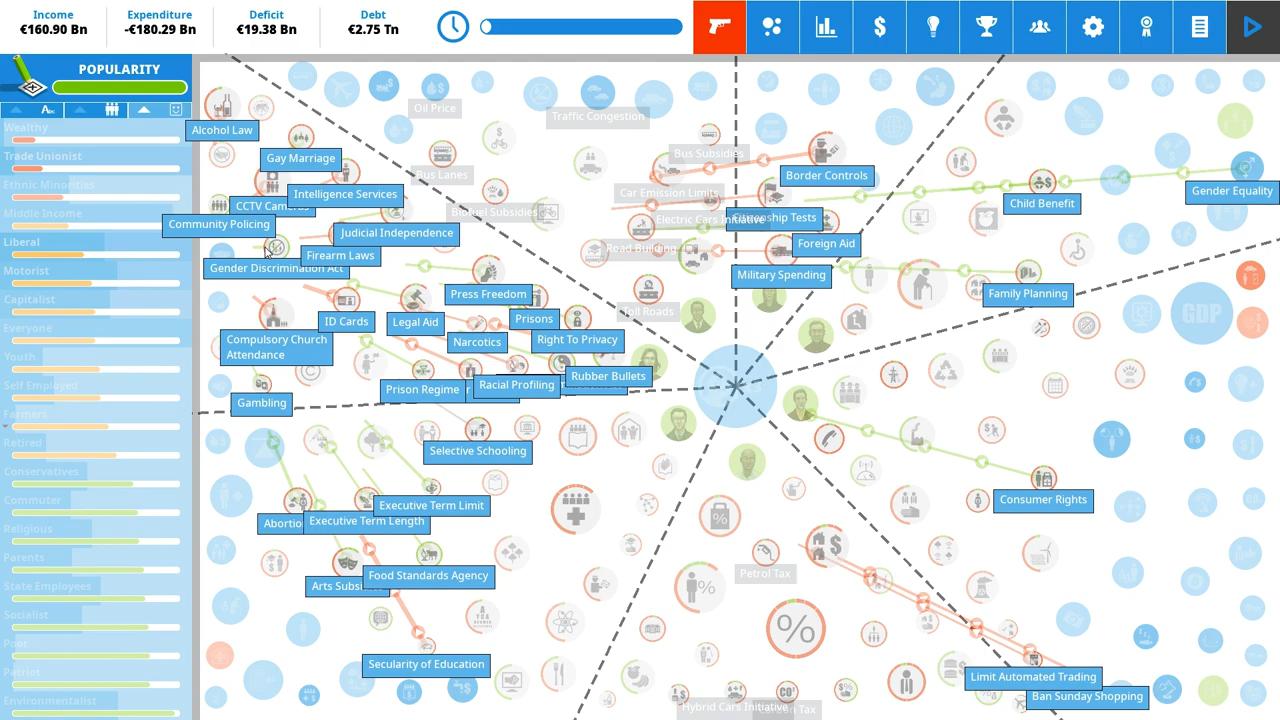 Income
€160.90 Bn
Expenditure
-€180.29 Bn
Deficit
€19.38 Bn
Debt
€2.75 Tn
POPULARITY
Wealthy
Trade Unionist
Ethnic Minorities
Middle Income
Liberal
Motorist
Capitalist
Everyone
Youth
Self Employed
Farmers
Retired
Conservatives
Commuter
Religious
Parents
State Employees
Socialist
Poor
Patriot
Environmentalist
Oil Price
Traffic Congestion
Alcohol Law
Gay Marriage
Bus Lanes
Bus Subsidies
Border Controls
Intelligence Services
Car Emission Limits
Gender Equality
CCTV Cameras
Child Benefit
Community Policing
Biofuel Subsidies
Electric Cars Initiative
Citizenship Tests
Judicial Independence
Firearm Laws
Road Building
Foreign Aid
Gender Discrimination Act
Military Spending
Press Freedom
Family Planning
Toll Roads
ID Cards
Legal Aid
Prisons
Compulsory Church
Attendance
Narcotics
Right To Privacy
Prison Regime
Racial Profiling
Rubber Bullets
Gambling
Selective Schooling
Executive Term Limit
Consumer Rights
Abortio
Executive Term Length
Petrol Tax
Arts Subsi
Food Standards Agency
Secularity of Education
Limit Automated Trading
Ban Sunday Shopping
Hybrid Cars Initiative
Tax
GDP
%
CO²